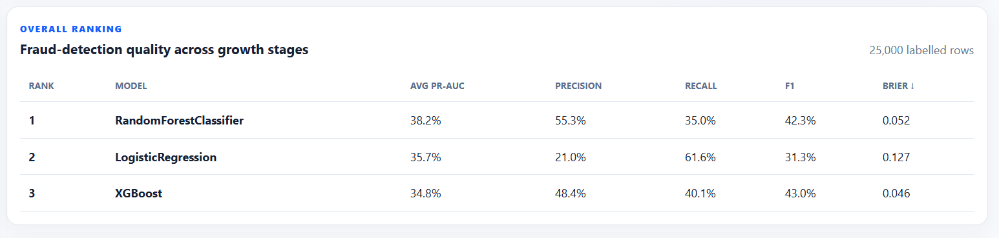 OVERALL RANKING
Fraud-detection quality across growth stages
25,000 labelled rows
RANK MODEL AVG PR-AUC PRECISION RECALL F1 BRIER ↓
1 RandomForestClassifier 38.2% 55.3% 35.0% 42.3% 0.052
2 LogisticRegression 35.7% 21.0% 61.6% 31.3% 0.127
3 XGBoost 34.8% 48.4% 40.1% 43.0% 0.046